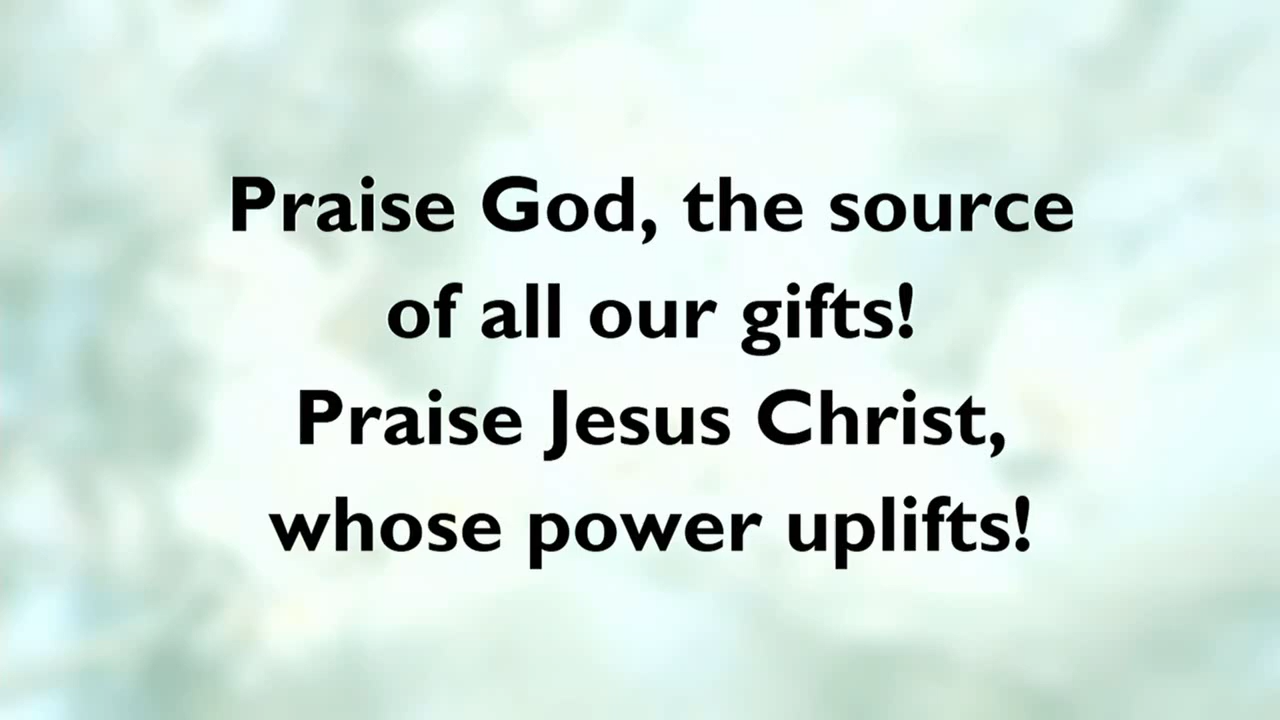 Praise God, the source
of all our gifts!
Praise Jesus Christ,
whose power uplifts!